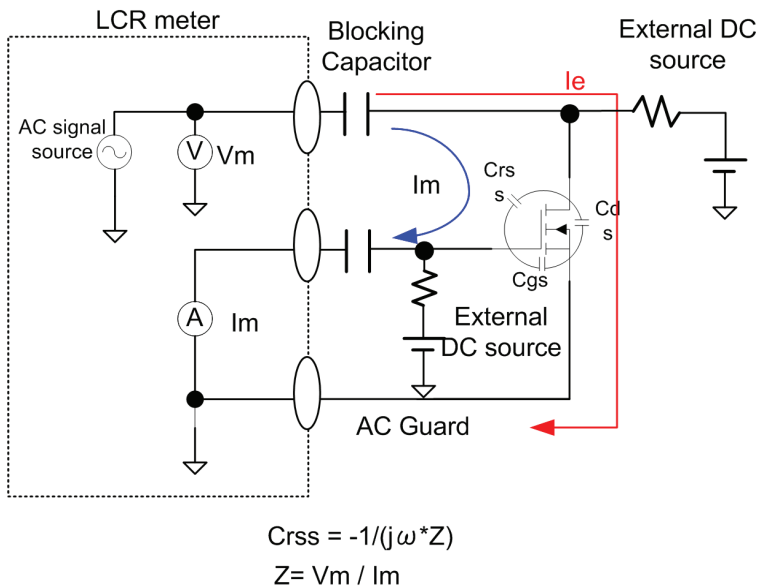 LCR meter
Blocking
Capacitor
External DC
source
Ie
AC signal
source
V
Vm
Im
Crs
s
Cd
s
Cgs
A
Im
External
DC source
AC Guard
Crss = -1/(jω*Z)
Z= Vm / Im